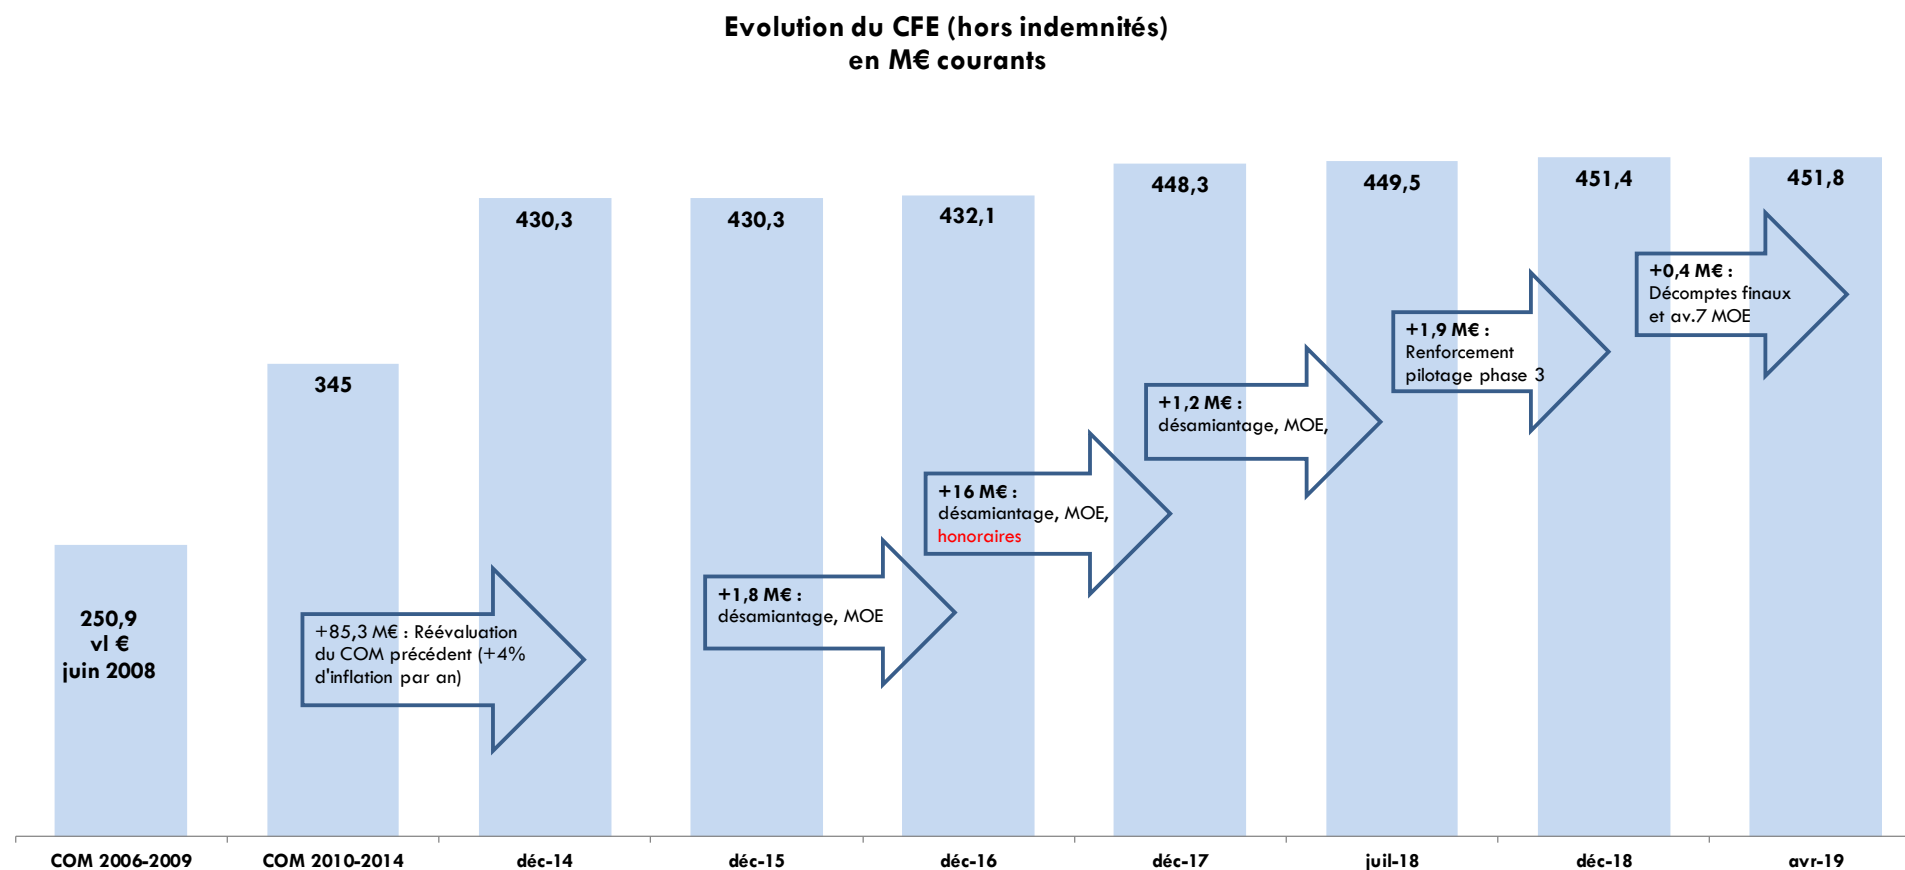 Evolution du CFE (hors indemnités)
en M€ courants
250,9
vl €
juin 2008
345
430,3
430,3
432,1
448,3
449,5
451,4
451,8
+85,3 M€ : Réévaluation
du COM précédent (+4%
d'inflation par an)
+1,8 M€ :
désamiantage, MOE
+16 M€ :
désamiantage, MOE,
honoraires
+1,2 M€ :
désamiantage, MOE,
+1,9 M€ :
Renforcement
pilotage phase 3
+0,4 M€ :
Décomptes finaux
et av.7 MOE
COM 2006-2009
COM 2010-2014
déc-14
déc-15
déc-16
déc-17
juil-18
déc-18
avr-19